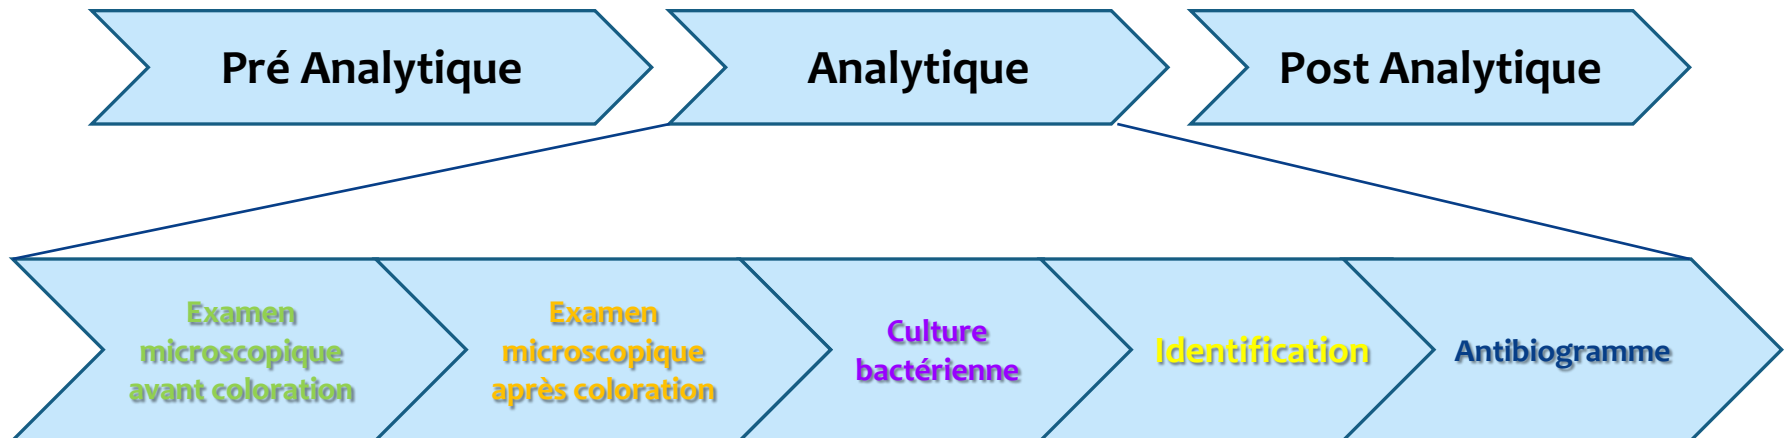 Pré Analytique
Analytique
Post Analytique
Examen
microscopique
avant coloration
Examen
microscopique
après coloration
Culture
bactérienne
Identification
Antibiogramme